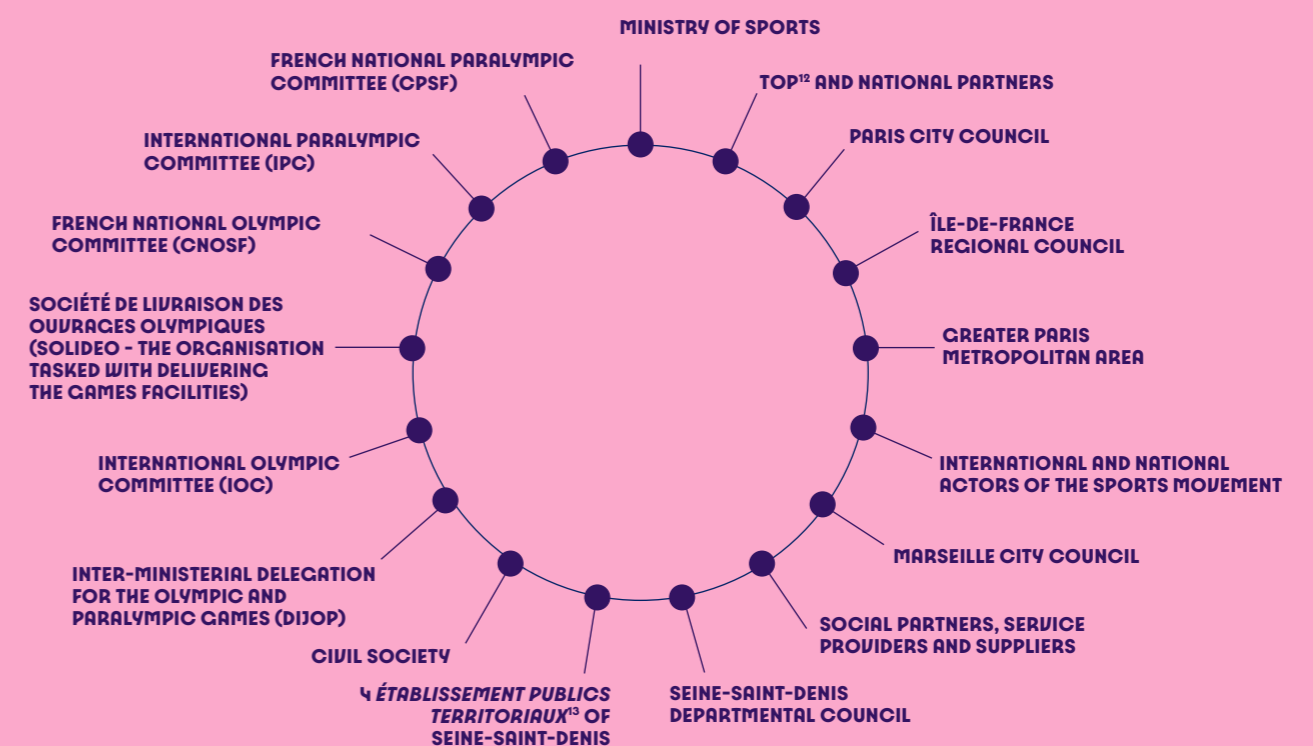 MINISTRY OF SPORTS
TOP¹² AND NATIONAL PARTNERS
PARIS CITY COUNCIL
ÎLE-DE-FRANCE
REGIONAL COUNCIL
GREATER PARIS
METROPOLITAN AREA
INTERNATIONAL AND NATIONAL
ACTORS OF THE SPORTS MOVEMENT
MARSEILLE CITY COUNCIL
SOCIAL PARTNERS, SERVICE
PROVIDERS AND SUPPLIERS
SEINE-SAINT-DENIS
DEPARTMENTAL COUNCIL
4 ÉTABLISSEMENT PUBLICS
TERRITORIAUX¹³ OF
SEINE-SAINT-DENIS
CIVIL SOCIETY
INTER-MINISTERIAL DELEGATION
FOR THE OLYMPIC AND
PARALYMPIC GAMES (DIJOP)
INTERNATIONAL OLYMPIC
COMMITTEE (IOC)
SOCIÉTÉ DE LIVRAISON DES
OUVRAGES OLYMPIQUES
(SOLIDEO - THE ORGANISATION
TASKED WITH DELIVERING
THE GAMES FACILITIES)
FRENCH NATIONAL OLYMPIC
COMMITTEE (CNOSF)
INTERNATIONAL PARALYMPIC
COMMITTEE (IPC)
FRENCH NATIONAL PARALYMPIC
COMMITTEE (CPSF)